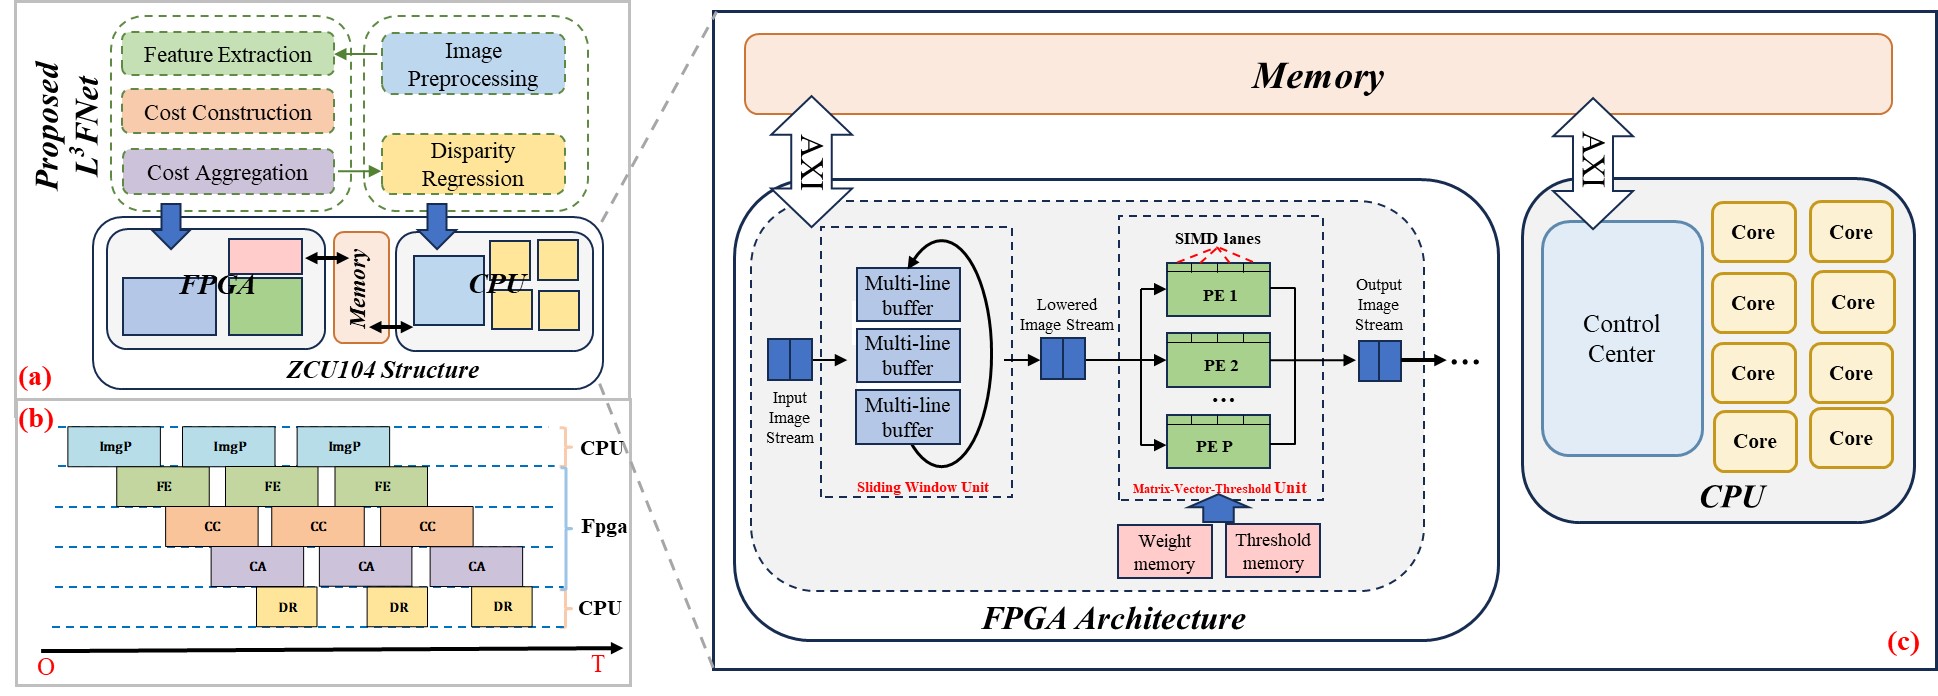 Proposed
L³FNet
Feature Extraction
Cost Construction
Cost Aggregation
Image
Preprocessing
Disparity
Regression
FPGA
Memory
CPU
ZCU104 Structure
(a)
(b)
ImgP ImgP ImgP
CPU
FE FE FE
CC CC CC
Fpga
CA CA CA
DR DR DR
CPU
O
T
Memory
AXI
AXI
SIMD lanes
Multi-line
buffer
Multi-line
buffer
Multi-line
buffer
Input
Image
Stream
Sliding Window Unit
Lowered
Image Stream
PE 1
PE 2
...
PE P
Matrix-Vector-Threshold Unit
Weight
memory
Threshold
memory
Output
Image
Stream
...
FPGA Architecture
Control
Center
Core Core
Core Core
Core Core
Core Core
CPU
(c)